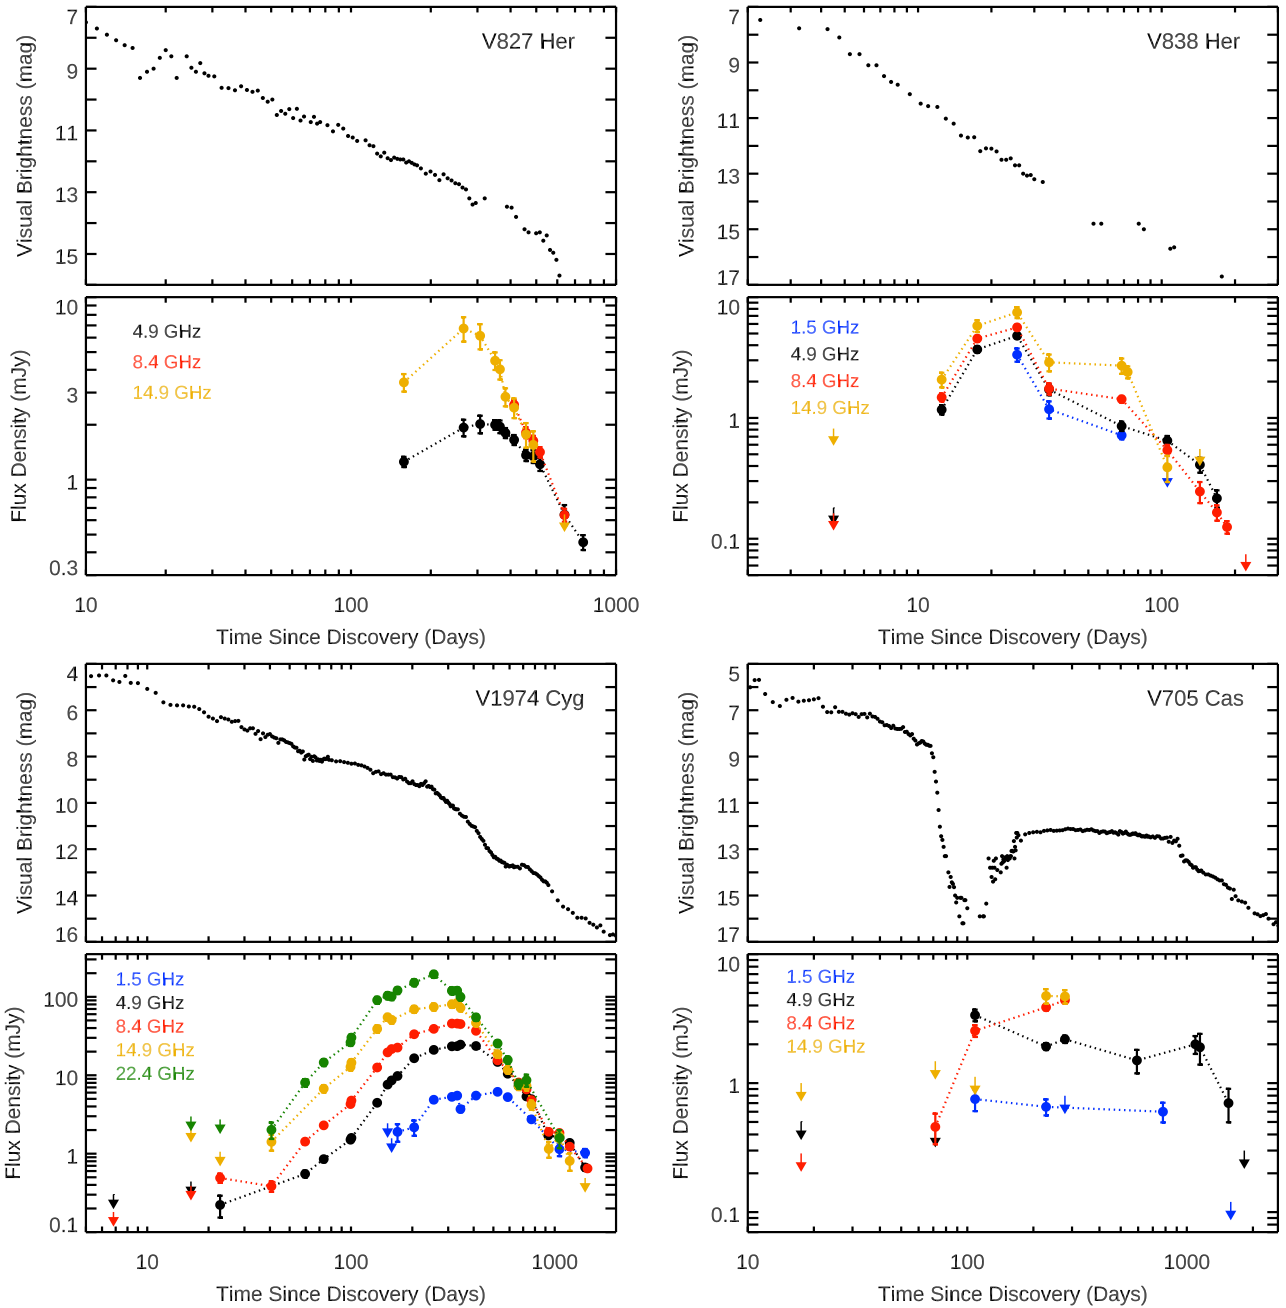 V827 Her
Visual Brightness (mag)
7
9
11
13
15
4.9 GHz
8.4 GHz
14.9 GHz
Flux Density (mJy)
10
3
1
0.3
10 100 1000
Time Since Discovery (Days)
V838 Her
Visual Brightness (mag)
7
9
11
13
15
17
1.5 GHz
4.9 GHz
8.4 GHz
14.9 GHz
Flux Density (mJy)
10
1
0.1
10 100
Time Since Discovery (Days)
V1974 Cyg
Visual Brightness (mag)
4
6
8
10
12
14
16
1.5 GHz
4.9 GHz
8.4 GHz
14.9 GHz
22.4 GHz
Flux Density (mJy)
100
10
1
0.1
10 100 1000
Time Since Discovery (Days)
V705 Cas
Visual Brightness (mag)
5
7
9
11
13
15
17
1.5 GHz
4.9 GHz
8.4 GHz
14.9 GHz
Flux Density (mJy)
10
1
0.1
10 100 1000
Time Since Discovery (Days)